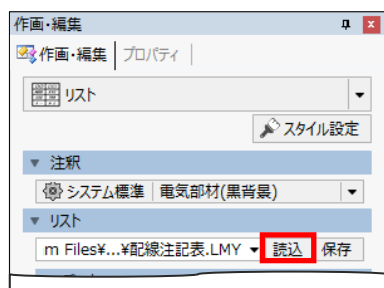 作画・編集
作画・編集 プロパティ
リスト
スタイル設定
▼ 注釈
システム標準 電気部材(黒背景)
▼ リスト
m Files¥...¥配線注記表.LMY 読込 保存